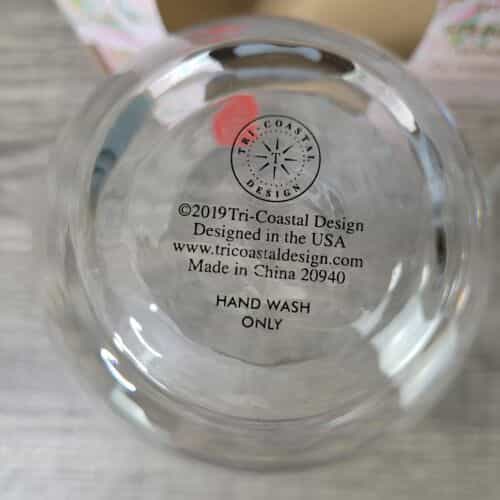 TRI-COASTAL
T
DESIGN
©2019Tri-Coastal Design
Designed in the USA
www.tricoastaldesign.com
Made in China 20940
HAND WASH
ONLY